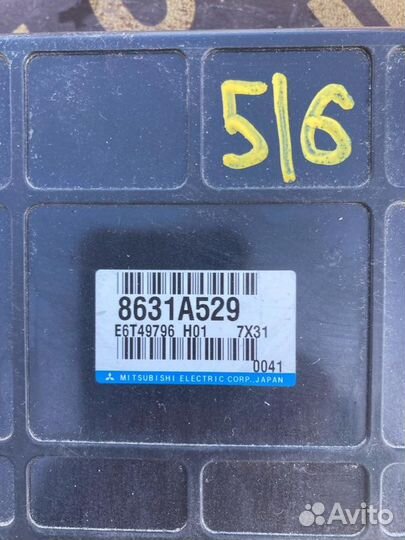 516
8631A529
E6T49796 H01 7X31
0041
MITSUBISHI ELECTRIC CORP., JAPAN
Avito